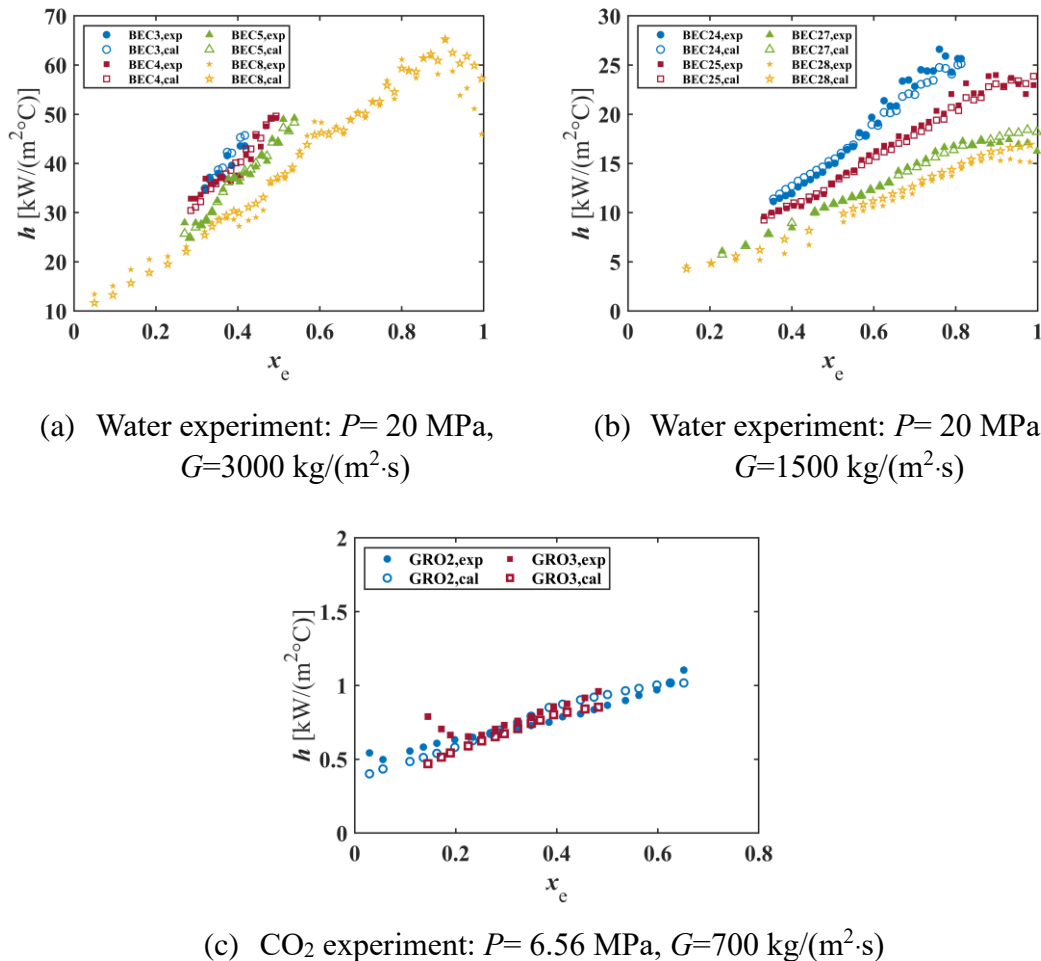 70
60
50
40
30
20
10
h [kW/(m²°C)]
BEC3,exp
BEC3,cal
BEC4,exp
BEC4,cal
BEC5,exp
BEC5,cal
BEC8,exp
BEC8,cal
0 0.2 0.4 0.6 0.8 1
xₑ
(a) Water experiment: P= 20 MPa,
G=3000 kg/(m²·s)
30
25
20
15
10
5
0
h [kW/(m²°C)]
BEC24,exp
BEC24,cal
BEC25,exp
BEC25,cal
BEC27,exp
BEC27,cal
BEC28,exp
BEC28,cal
0 0.2 0.4 0.6 0.8 1
xₑ
(b) Water experiment: P= 20 MPa
G=1500 kg/(m²·s)
2
1.5
1
0.5
0
h [kW/(m²°C)]
GRO2,exp
GRO2,cal
GRO3,exp
GRO3,cal
0 0.2 0.4 0.6 0.8
xₑ
(c) CO₂ experiment: P= 6.56 MPa, G=700 kg/(m²·s)